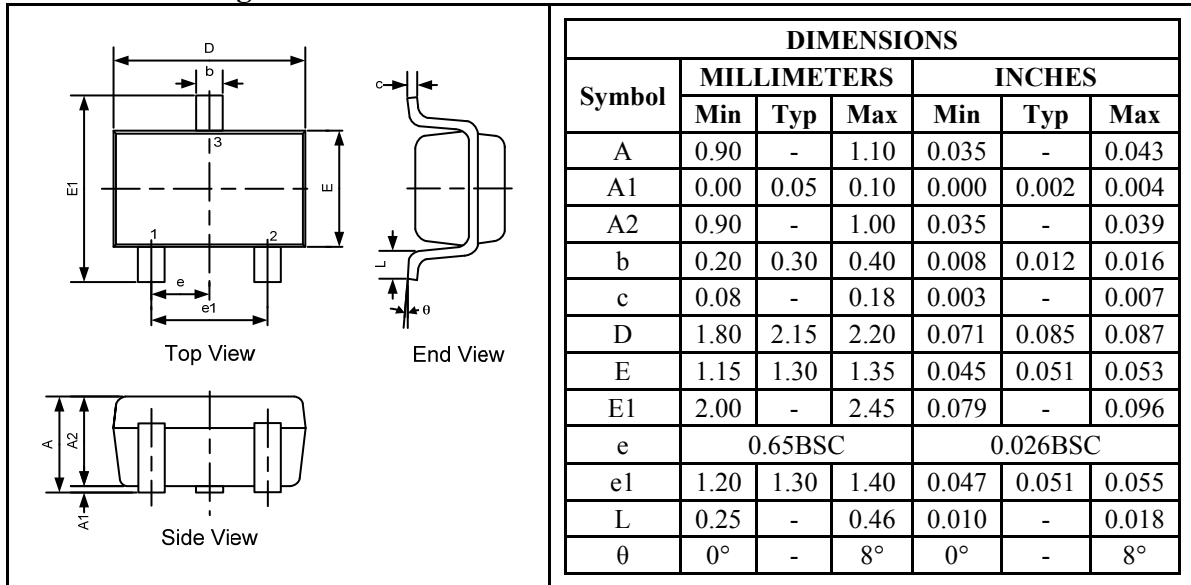 D
b
c
3
E1
E
1
2
e
e1
L
θ
Top View
End View
A
A2
A1
Side View
DIMENSIONS
Symbol MILLIMETERS INCHES
Min Typ Max Min Typ Max
A 0.90 - 1.10 0.035 - 0.043
A1 0.00 0.05 0.10 0.000 0.002 0.004
A2 0.90 - 1.00 0.035 - 0.039
b 0.20 0.30 0.40 0.008 0.012 0.016
c 0.08 - 0.18 0.003 - 0.007
D 1.80 2.15 2.20 0.071 0.085 0.087
E 1.15 1.30 1.35 0.045 0.051 0.053
E1 2.00 - 2.45 0.079 - 0.096
e 0.65BSC 0.026BSC
e1 1.20 1.30 1.40 0.047 0.051 0.055
L 0.25 - 0.46 0.010 - 0.018
θ 0° - 8° 0° - 8°